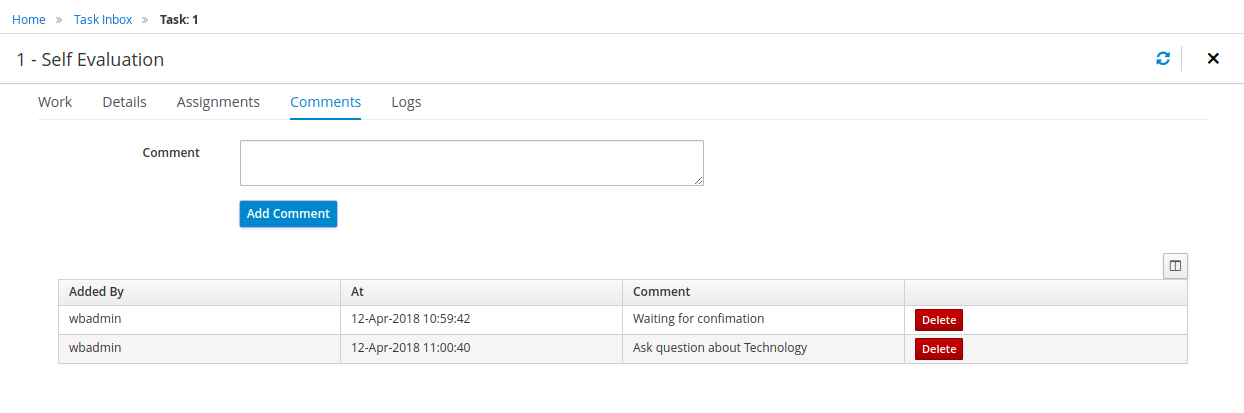 Home » Task Inbox » Task: 1
1 - Self Evaluation
Work Details Assignments Comments Logs
Comment
Add Comment
Added By At Comment
wbadmin 12-Apr-2018 10:59:42 Waiting for confimation Delete
wbadmin 12-Apr-2018 11:00:40 Ask question about Technology Delete